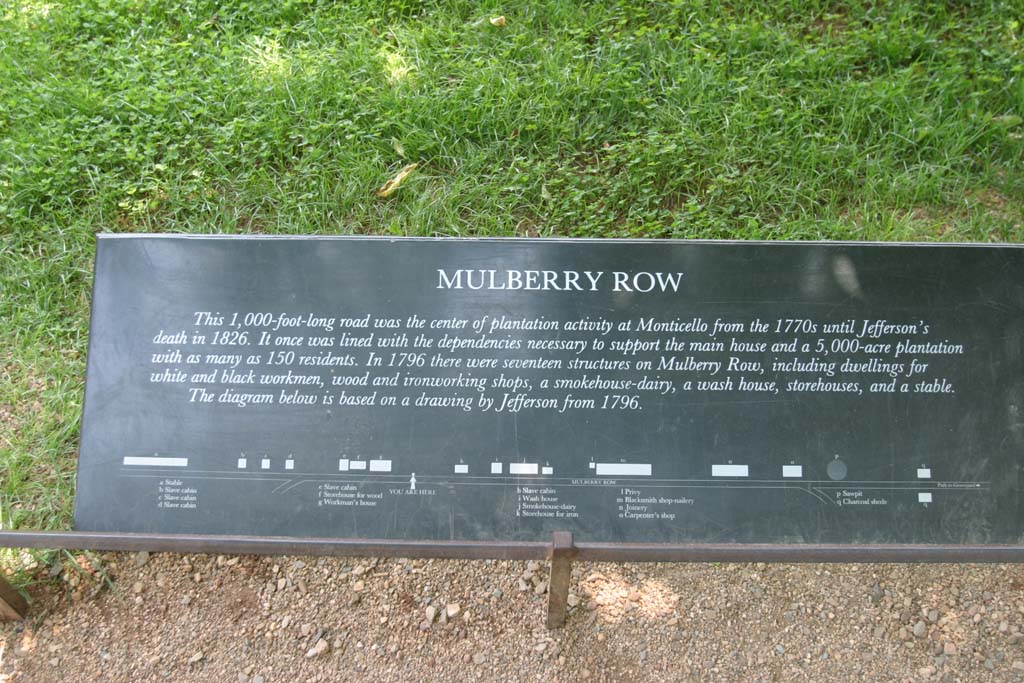 MULBERRY ROW
This 1,000-foot-long road was the center of plantation activity at Monticello from the 1770s until Jefferson's
death in 1826. It once was lined with the dependencies necessary to support the main house and a 5,000-acre plantation
with as many as 150 residents. In 1796 there were seventeen structures on Mulberry Row, including dwellings for
white and black workmen, wood and ironworking shops, a smokehouse-dairy, a wash house, storehouses, and a stable.
The diagram below is based on a drawing by Jefferson from 1796.
MULBERRY ROW
YOU ARE HERE
a Stable
b Slave cabin
c Slave cabin
d Slave cabin
e Slave cabin
f Storehouse for wood
g Workman's house
h Slave cabin
i Wash house
j Smokehouse-dairy
k Storehouse for iron
l Privy
m Blacksmith shop-nailery
n Joinery
o Carpenter's shop
p Sawpit
q Charcoal sheds